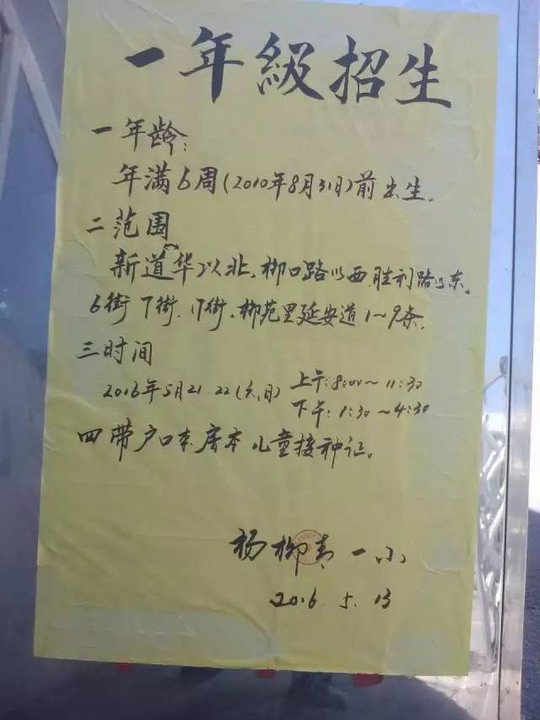 一年級招生
一年龄:
年满6周(2010年8月31日)前出生。
二范围
新道华以北,柳口路以西,胜利路以东。
6街7街.17街.柳苑里延安道1~9条.
三时间
2016年5月21.22(六,日) 上午:8:00~11:30
下午:1:30~4:30
四带户口本房本儿童接种证。
杨柳青一小
2016.5.13